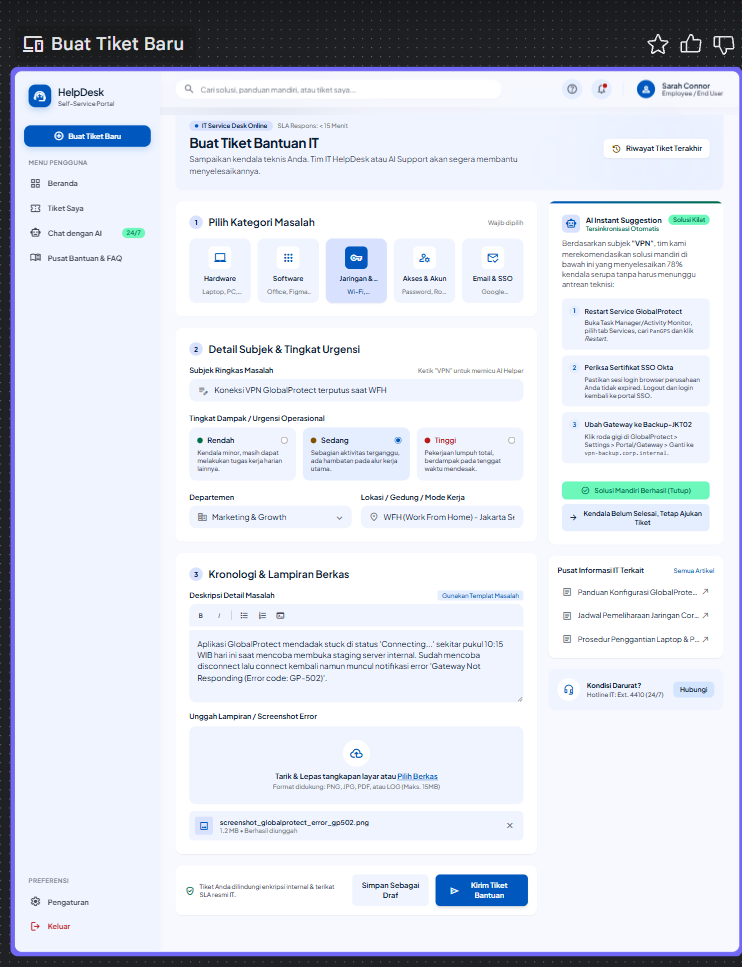 Buat Tiket Baru
HelpDesk
Self-Service Portal
Buat Tiket Baru
MENU PENGGUNA
Beranda
Tiket Saya
Chat dengan AI
24/7
Pusat Bantuan & FAQ
PREFERENSI
Pengaturan
Keluar
Cari solusi, panduan mandiri, atau tiket saya...
Sarah Connor
Employee / End User
IT Service Desk Online
SLA Respons: < 15 Menit
Buat Tiket Bantuan IT
Sampaikan kendala teknis Anda. Tim IT HelpDesk atau AI Support akan segera membantu
menyelesaikannya.
Riwayat Tiket Terakhir
1
Pilih Kategori Masalah
Wajib dipilih
Hardware
Laptop, PC,...
Software
Office, Figma...
Jaringan &...
Wi-Fi,...
Akses & Akun
Password, Ro...
Email & SSO
Google...
2
Detail Subjek & Tingkat Urgensi
Subjek Ringkas Masalah
Ketik "VPN" untuk memicu AI Helper
Koneksi VPN GlobalProtect terputus saat WFH
Tingkat Dampak / Urgensi Operasional
Rendah
Kendala minor, masih dapat
melakukan tugas kerja harian
lainnya.
Sedang
Sebagian aktivitas terganggu,
ada hambatan pada alur kerja
utama.
Tinggi
Pekerjaan lumpuh total,
berdampak pada tenggat
waktu mendesak.
Departemen
Marketing & Growth
Lokasi / Gedung / Mode Kerja
WFH (Work From Home) - Jakarta Se
3
Kronologi & Lampiran Berkas
Deskripsi Detail Masalah
Gunakan Templat Masalah
B
I
Aplikasi GlobalProtect mendadak stuck di status 'Connecting...' sekitar pukul 10:15
WIB hari ini saat mencoba membuka staging server internal. Sudah mencoba
disconnect lalu connect kembali namun muncul notifikasi error 'Gateway Not
Responding (Error code: GP-502)'.
Unggah Lampiran / Screenshot Error
Tarik & Lepas tangkapan layar atau Pilih Berkas
Format didukung: PNG, JPG, PDF, atau LOG (Maks. 15MB)
screenshot_globalprotect_error_gp502.png
1.2 MB • Berhasil diunggah
Tiket Anda dilindungi enkripsi internal & terikat
SLA resmi IT.
Simpan Sebagai
Draf
Kirim Tiket
Bantuan
AI Instant Suggestion
Solusi Kilat
Tersinkronisasi Otomatis
Berdasarkan subjek "VPN", tim kami
merekomendasikan solusi mandiri di
bawah ini yang menyelesaikan 78%
kendala serupa tanpa harus menunggu
antrean teknisi:
1
Restart Service GlobalProtect
Buka Task Manager/Activity Monitor,
pilih tab Services, cari PanGPS dan klik
Restart.
2
Periksa Sertifikat SSO Okta
Pastikan sesi login browser perusahaan
Anda tidak expired. Logout dan login
kembali ke portal SSO.
3
Ubah Gateway ke Backup-JKT02
Klik roda gigi di GlobalProtect >
Settings > Portal/Gateway > Ganti ke
vpn-backup.corp.internal.
Solusi Mandiri Berhasil (Tutup)
Kendala Belum Selesai, Tetap Ajukan
Tiket
Pusat Informasi IT Terkait
Semua Artikel
Panduan Konfigurasi GlobalProte...
Jadwal Pemeliharaan Jaringan Cor...
Prosedur Penggantian Laptop & P...
Kondisi Darurat?
Hotline IT: Ext. 4410 (24/7)
Hubungi